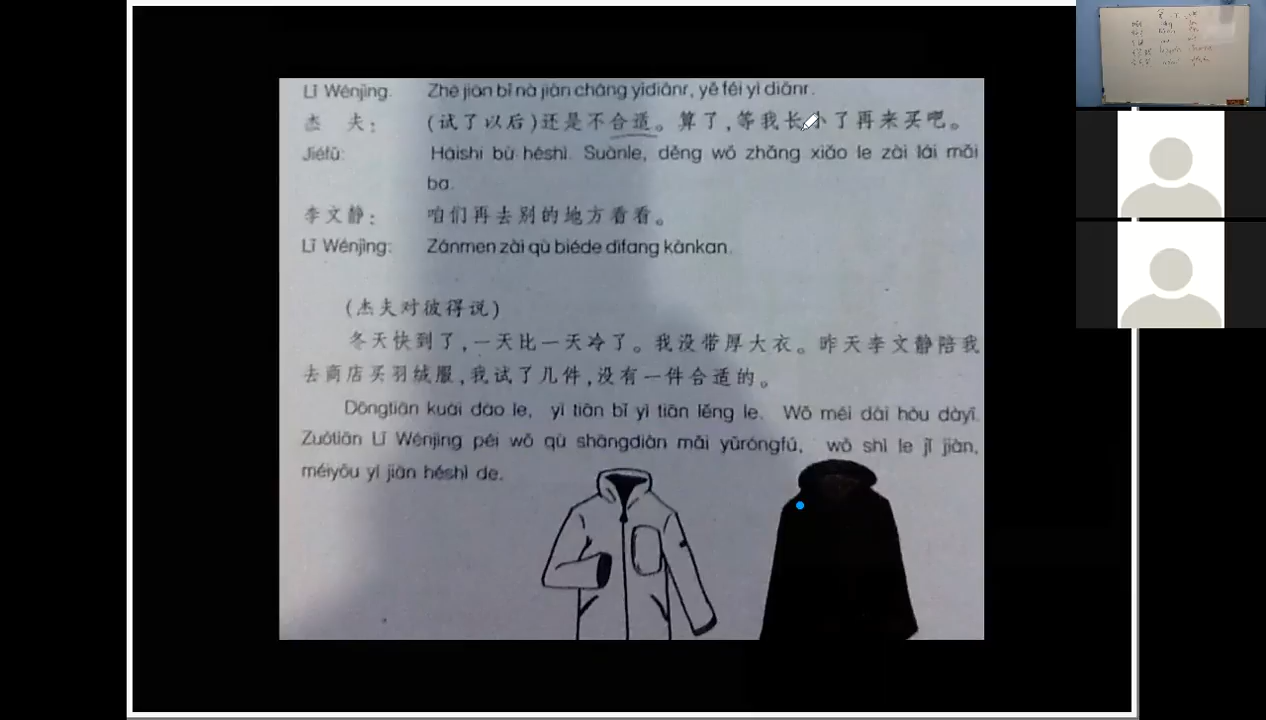 Lǐ Wénjìng: Zhè jiàn bǐ nà jiàn cháng yìdiǎnr, yě féi yì diǎnr.
杰 夫： (试了以后)还是不合适。算了,等我长小了再来买吧。
Jiéfū: Háishi bù héshì. Suànle, děng wǒ zhǎng xiǎo le zài lái mǎi
ba.
李文静： 咱们再去别的地方看看。
Lǐ Wénjìng: Zánmen zài qù biéde dìfang kànkan.
(杰夫对彼得说)
冬天快到了,一天比一天冷了。我没带厚大衣。昨天李文静陪我
去商店买羽绒服,我试了几件,没有一件合适的。
Dōngtiān kuài dào le, yì tiān bǐ yì tiān lěng le. Wǒ méi dài hòu dàyī.
Zuótiān Lǐ Wénjìng péi wǒ qù shāngdiàn mǎi yǔróngfú, wǒ shì le jǐ jiàn,
méiyǒu yí jiàn héshì de.